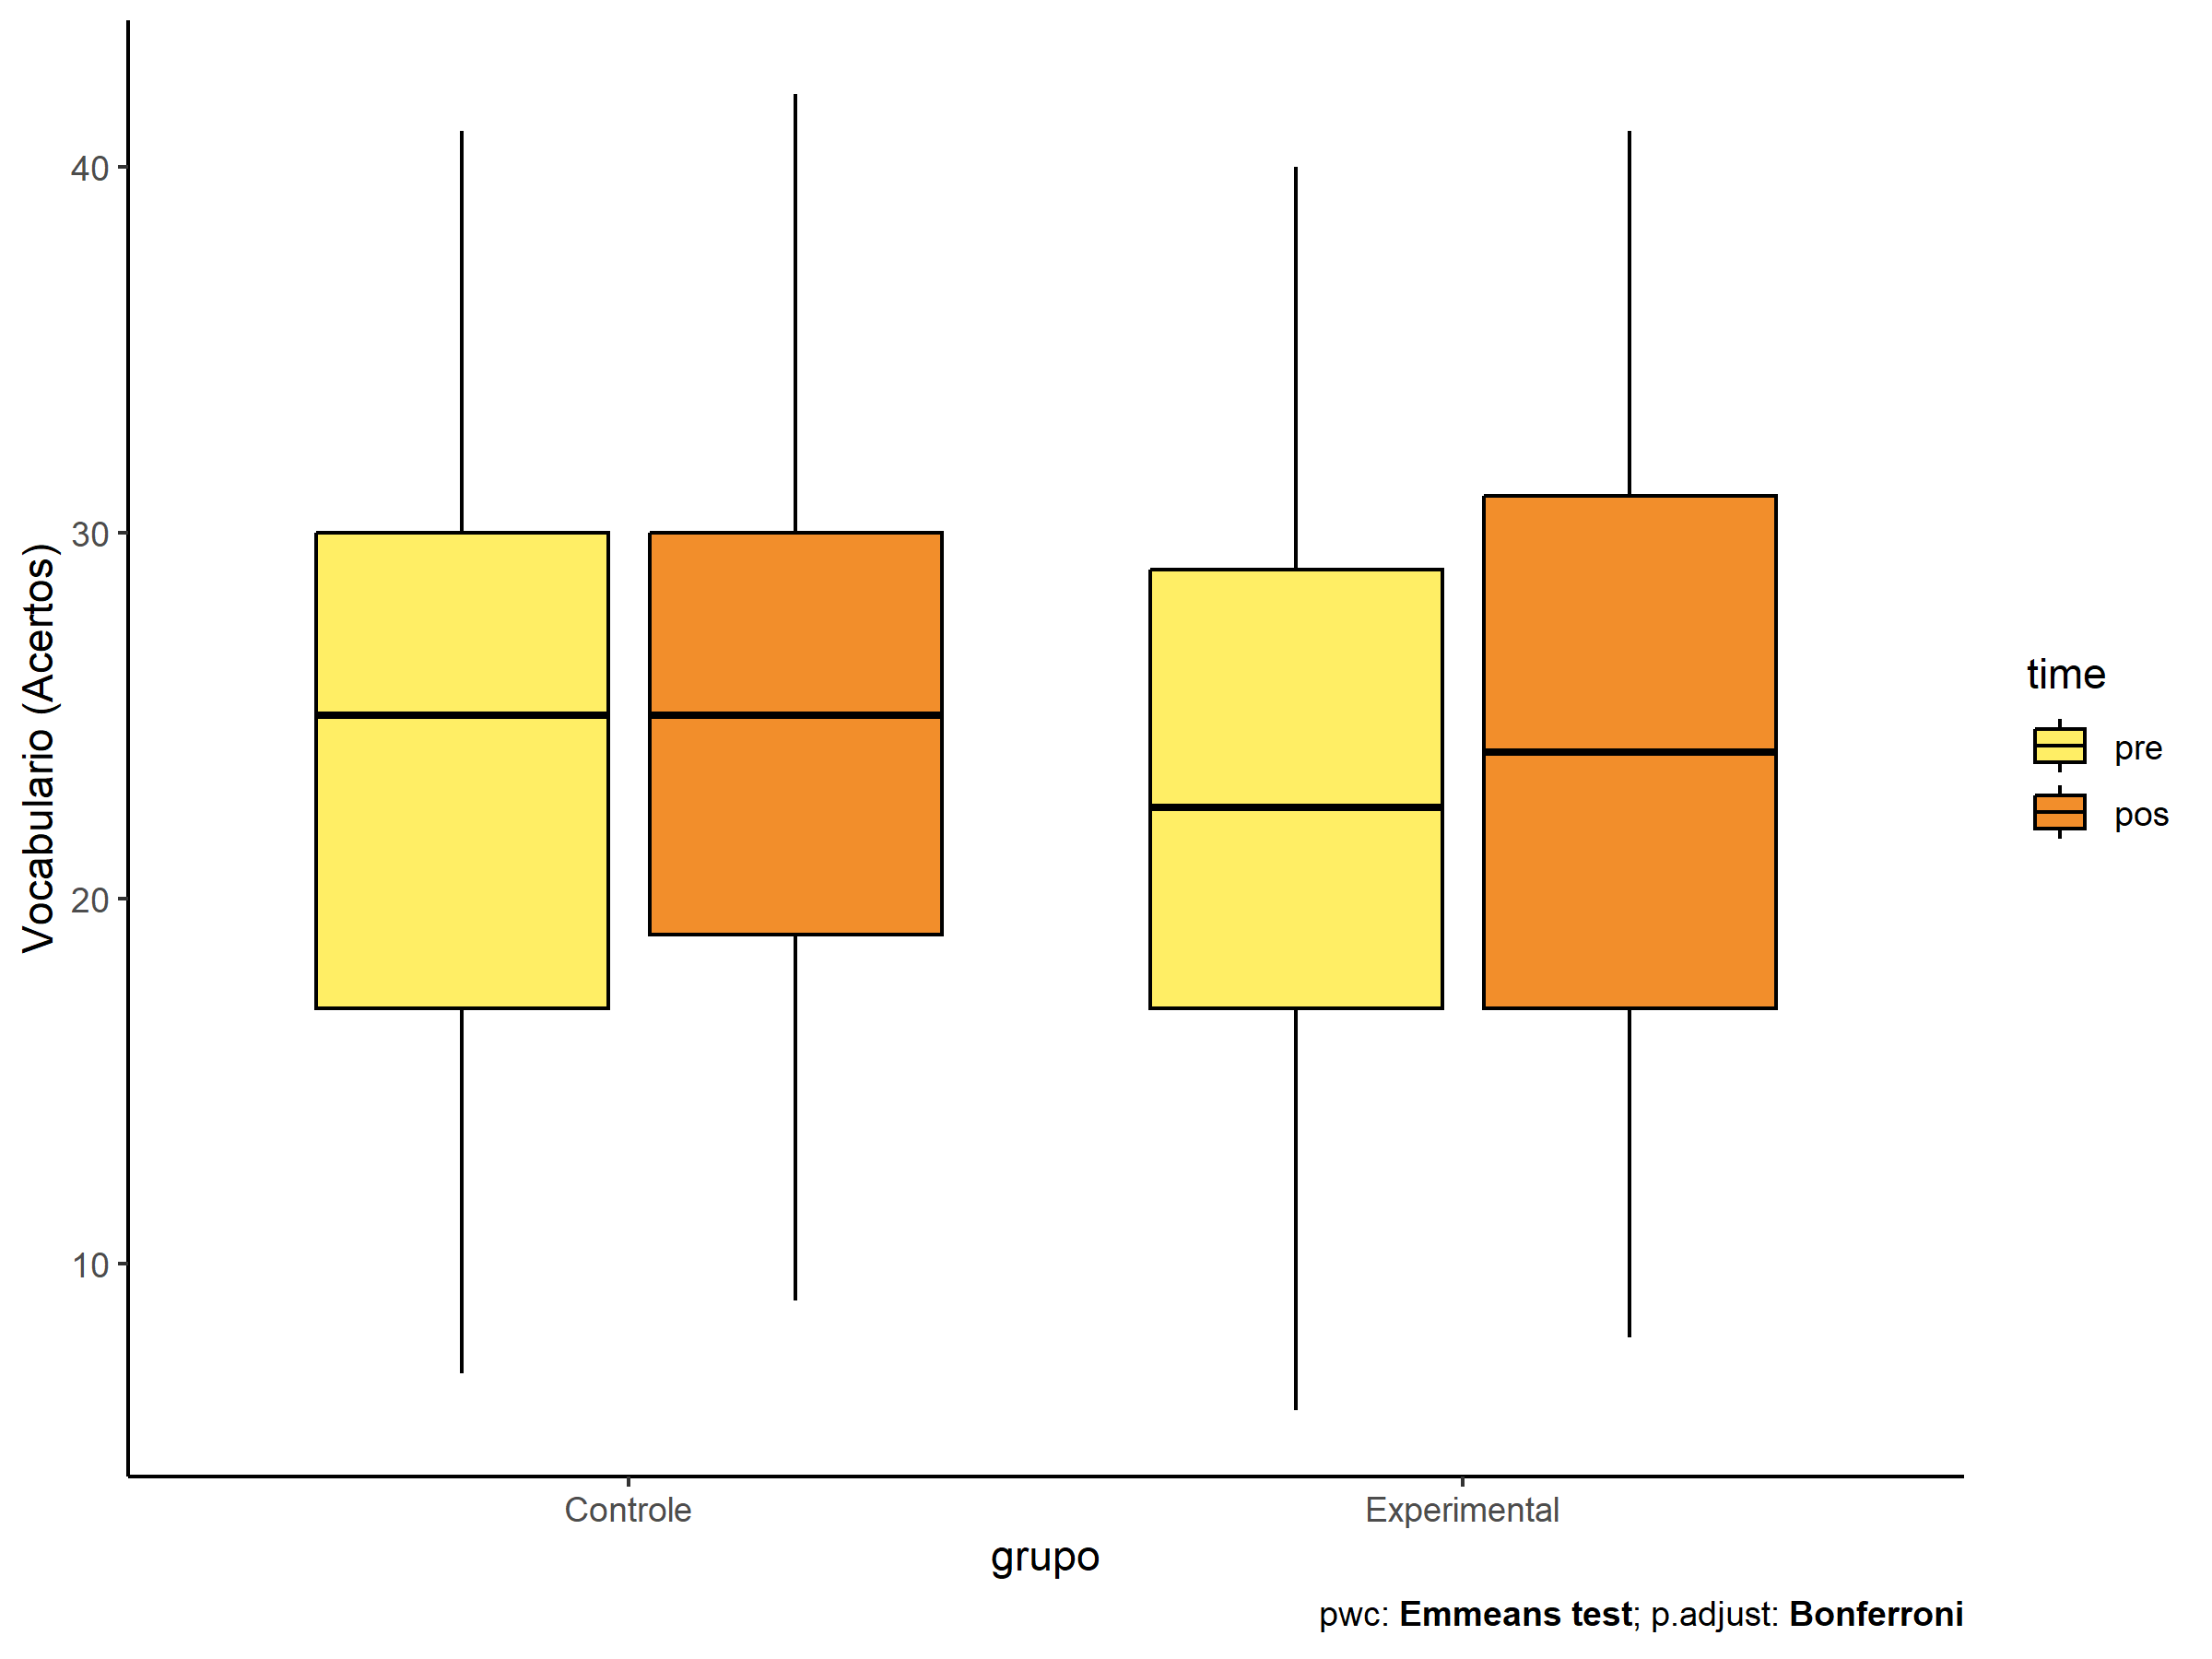 Vocabulario (Acertos)
40
30
20
10
Controle
Experimental
grupo
time
pre
pos
pwc: Emmeans test; p.adjust: Bonferroni